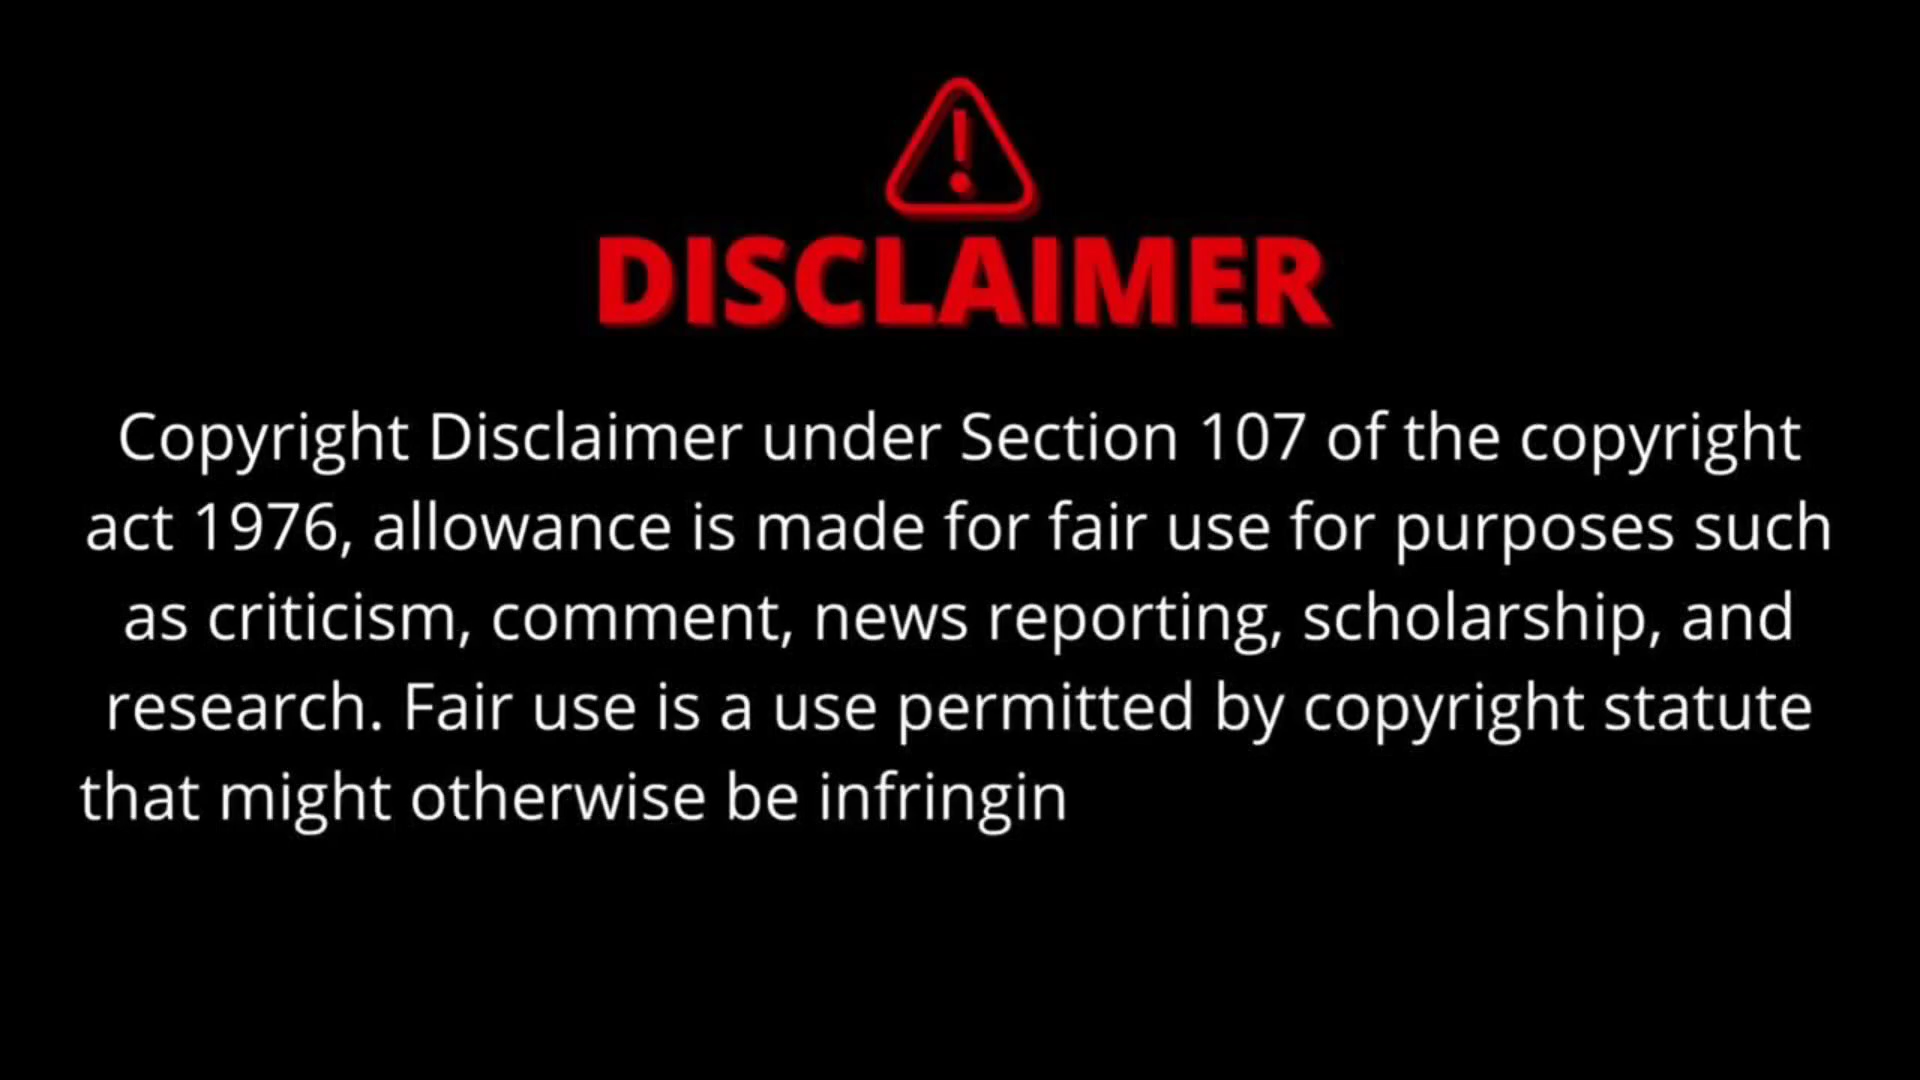 DISCLAIMER
Copyright Disclaimer under Section 107 of the copyright
act 1976, allowance is made for fair use for purposes such
as criticism, comment, news reporting, scholarship, and
research. Fair use is a use permitted by copyright statute
that might otherwise be infringin